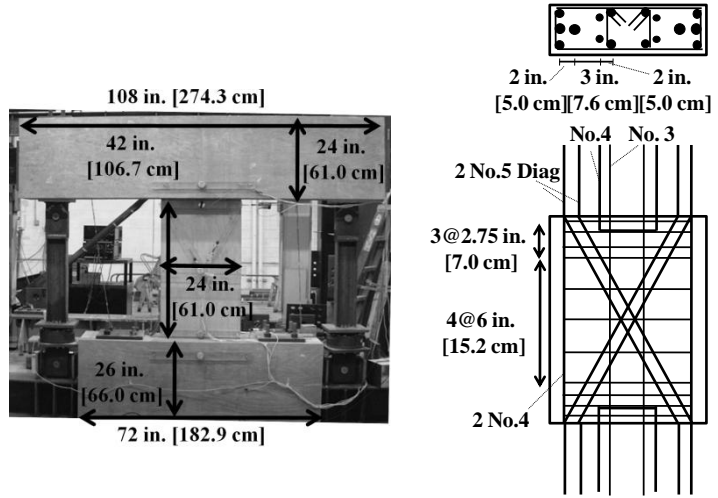 108 in. [274.3 cm]
42 in.
[106.7 cm]
24 in.
[61.0 cm]
24 in.
[61.0 cm]
26 in.
[66.0 cm]
72 in. [182.9 cm]
2 in. 3 in. 2 in.
[5.0 cm][7.6 cm][5.0 cm]
No.4 No. 3
2 No.5 Diag
3@2.75 in.
[7.0 cm]
4@6 in.
[15.2 cm]
2 No.4